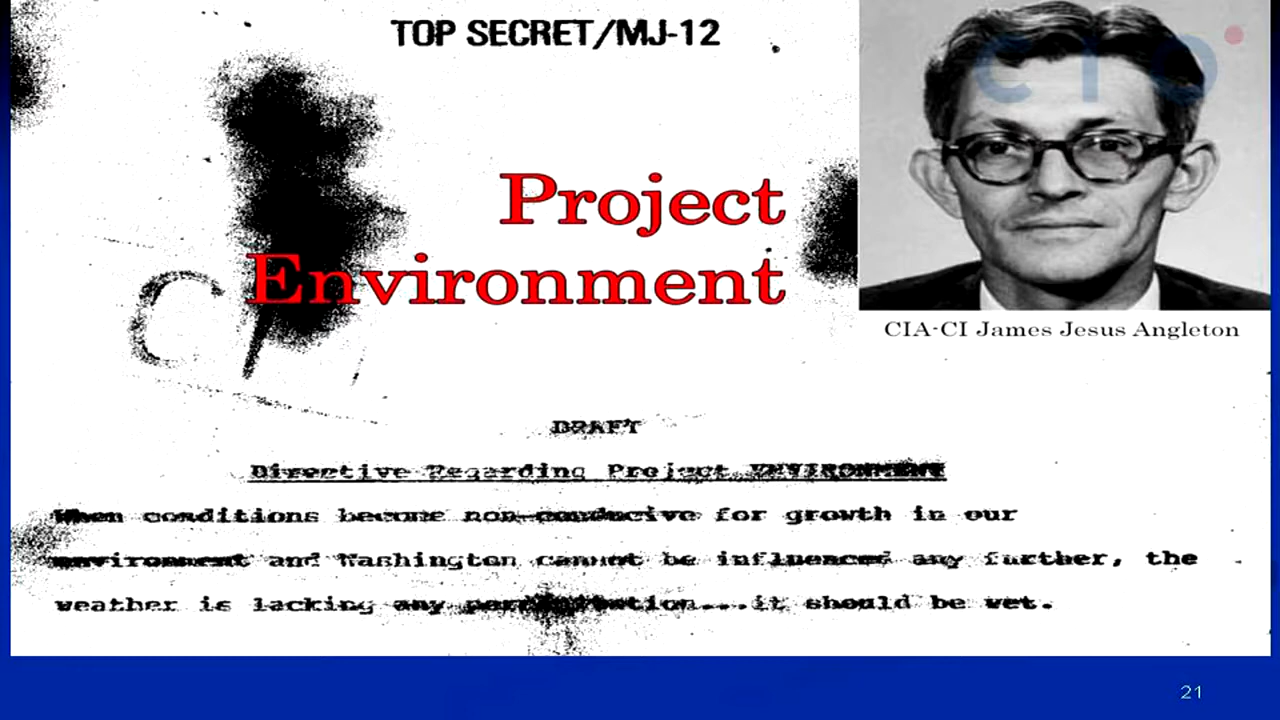 TOP SECRET/MJ-12
CTO
Project
Environment
CIA-CI James Jesus Angleton
DRAFT
Directive Regarding Project ENVIRONMENT
When conditions become non-conducive for growth in our
environment and Washington cannot be influenced any further, the
weather is lacking any ...it should be wet.
21